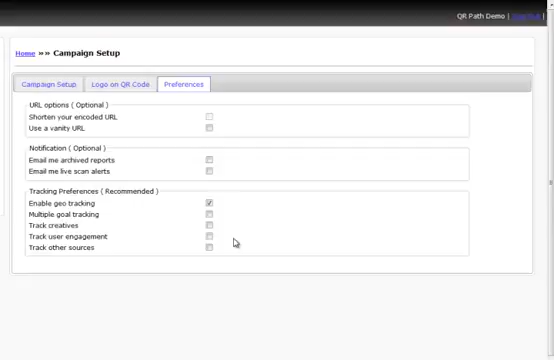 QR Path Demo | |
Home »» Campaign Setup
Campaign Setup Logo on QR Code Preferences
URL options ( Optional )
Shorten your encoded URL
Use a vanity URL
Notification ( Optional )
Email me archived reports
Email me live scan alerts
Tracking Preferences ( Recommended )
Enable geo tracking
Multiple goal tracking
Track creatives
Track user engagement
Track other sources